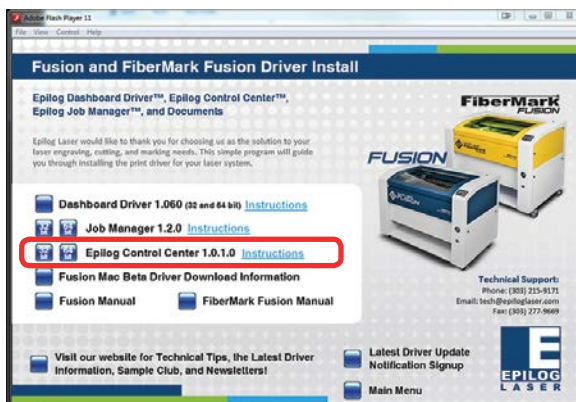 Adobe Flash Player 11
File View Control Help
Fusion and FiberMark Fusion Driver Install
Epilog Dashboard Driver™, Epilog Control Center™,
Epilog Job Manager™, and Documents
Epilog Laser would like to thank you for choosing us as the solution to your
laser engraving, cutting, and marking needs. This simple program will guide
you through installing the print driver for your laser system.
FiberMark
FUSION
FUSION
Dashboard Driver 1.060 (32 and 64 bit) Instructions
32 64 Job Manager 1.2.0 Instructions
32 64 Epilog Control Center 1.0.1.0 Instructions
Fusion Mac Beta Driver Download Information
Fusion Manual
FiberMark Fusion Manual
Technical Support:
Phone: (303) 215-9171
Email: tech@epiloglaser.com
Fax: (303) 277-9669
Visit our website for Technical Tips, the Latest Driver
Information, Sample Club, and Newsletters!
Latest Driver Update
Notification Signup
Main Menu
EPILOG
LASER